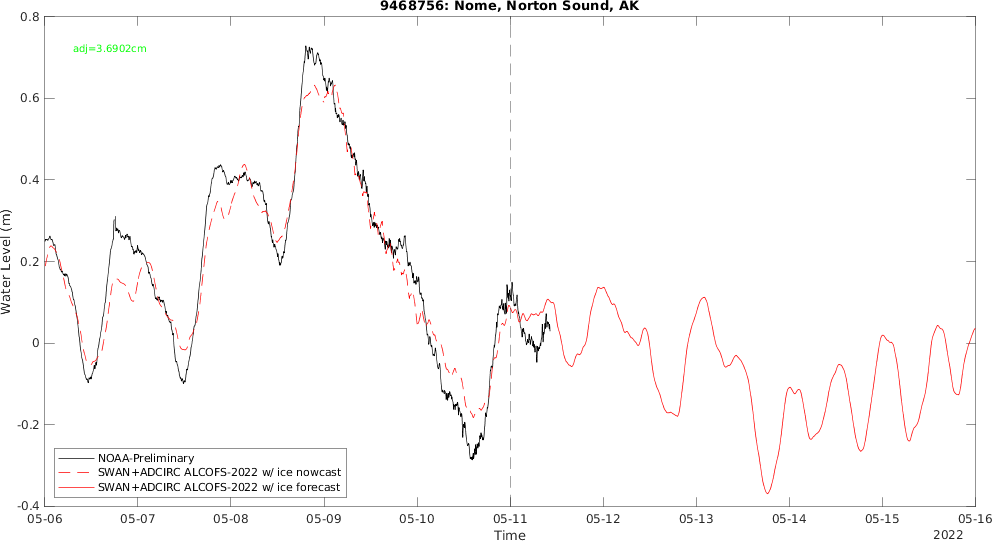 9468756: Nome, Norton Sound, AK
adj=3.6902cm
Water Level (m)
0.8
0.6
0.4
0.2
0
-0.2
-0.4
NOAA-Preliminary
SWAN+ADCIRC ALCOFS-2022 w/ ice nowcast
SWAN+ADCIRC ALCOFS-2022 w/ ice forecast
05-06 05-07 05-08 05-09 05-10 05-11 05-12 05-13 05-14 05-15 05-16
Time
2022